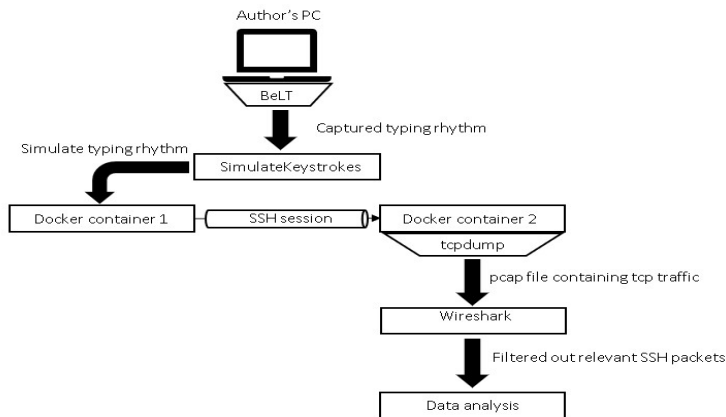 Author's PC
BeLT
Captured typing rhythm
Simulate typing rhythm
SimulateKeystrokes
Docker container 1
SSH session
Docker container 2
tcpdump
pcap file containing tcp traffic
Wireshark
Filtered out relevant SSH packets
Data analysis